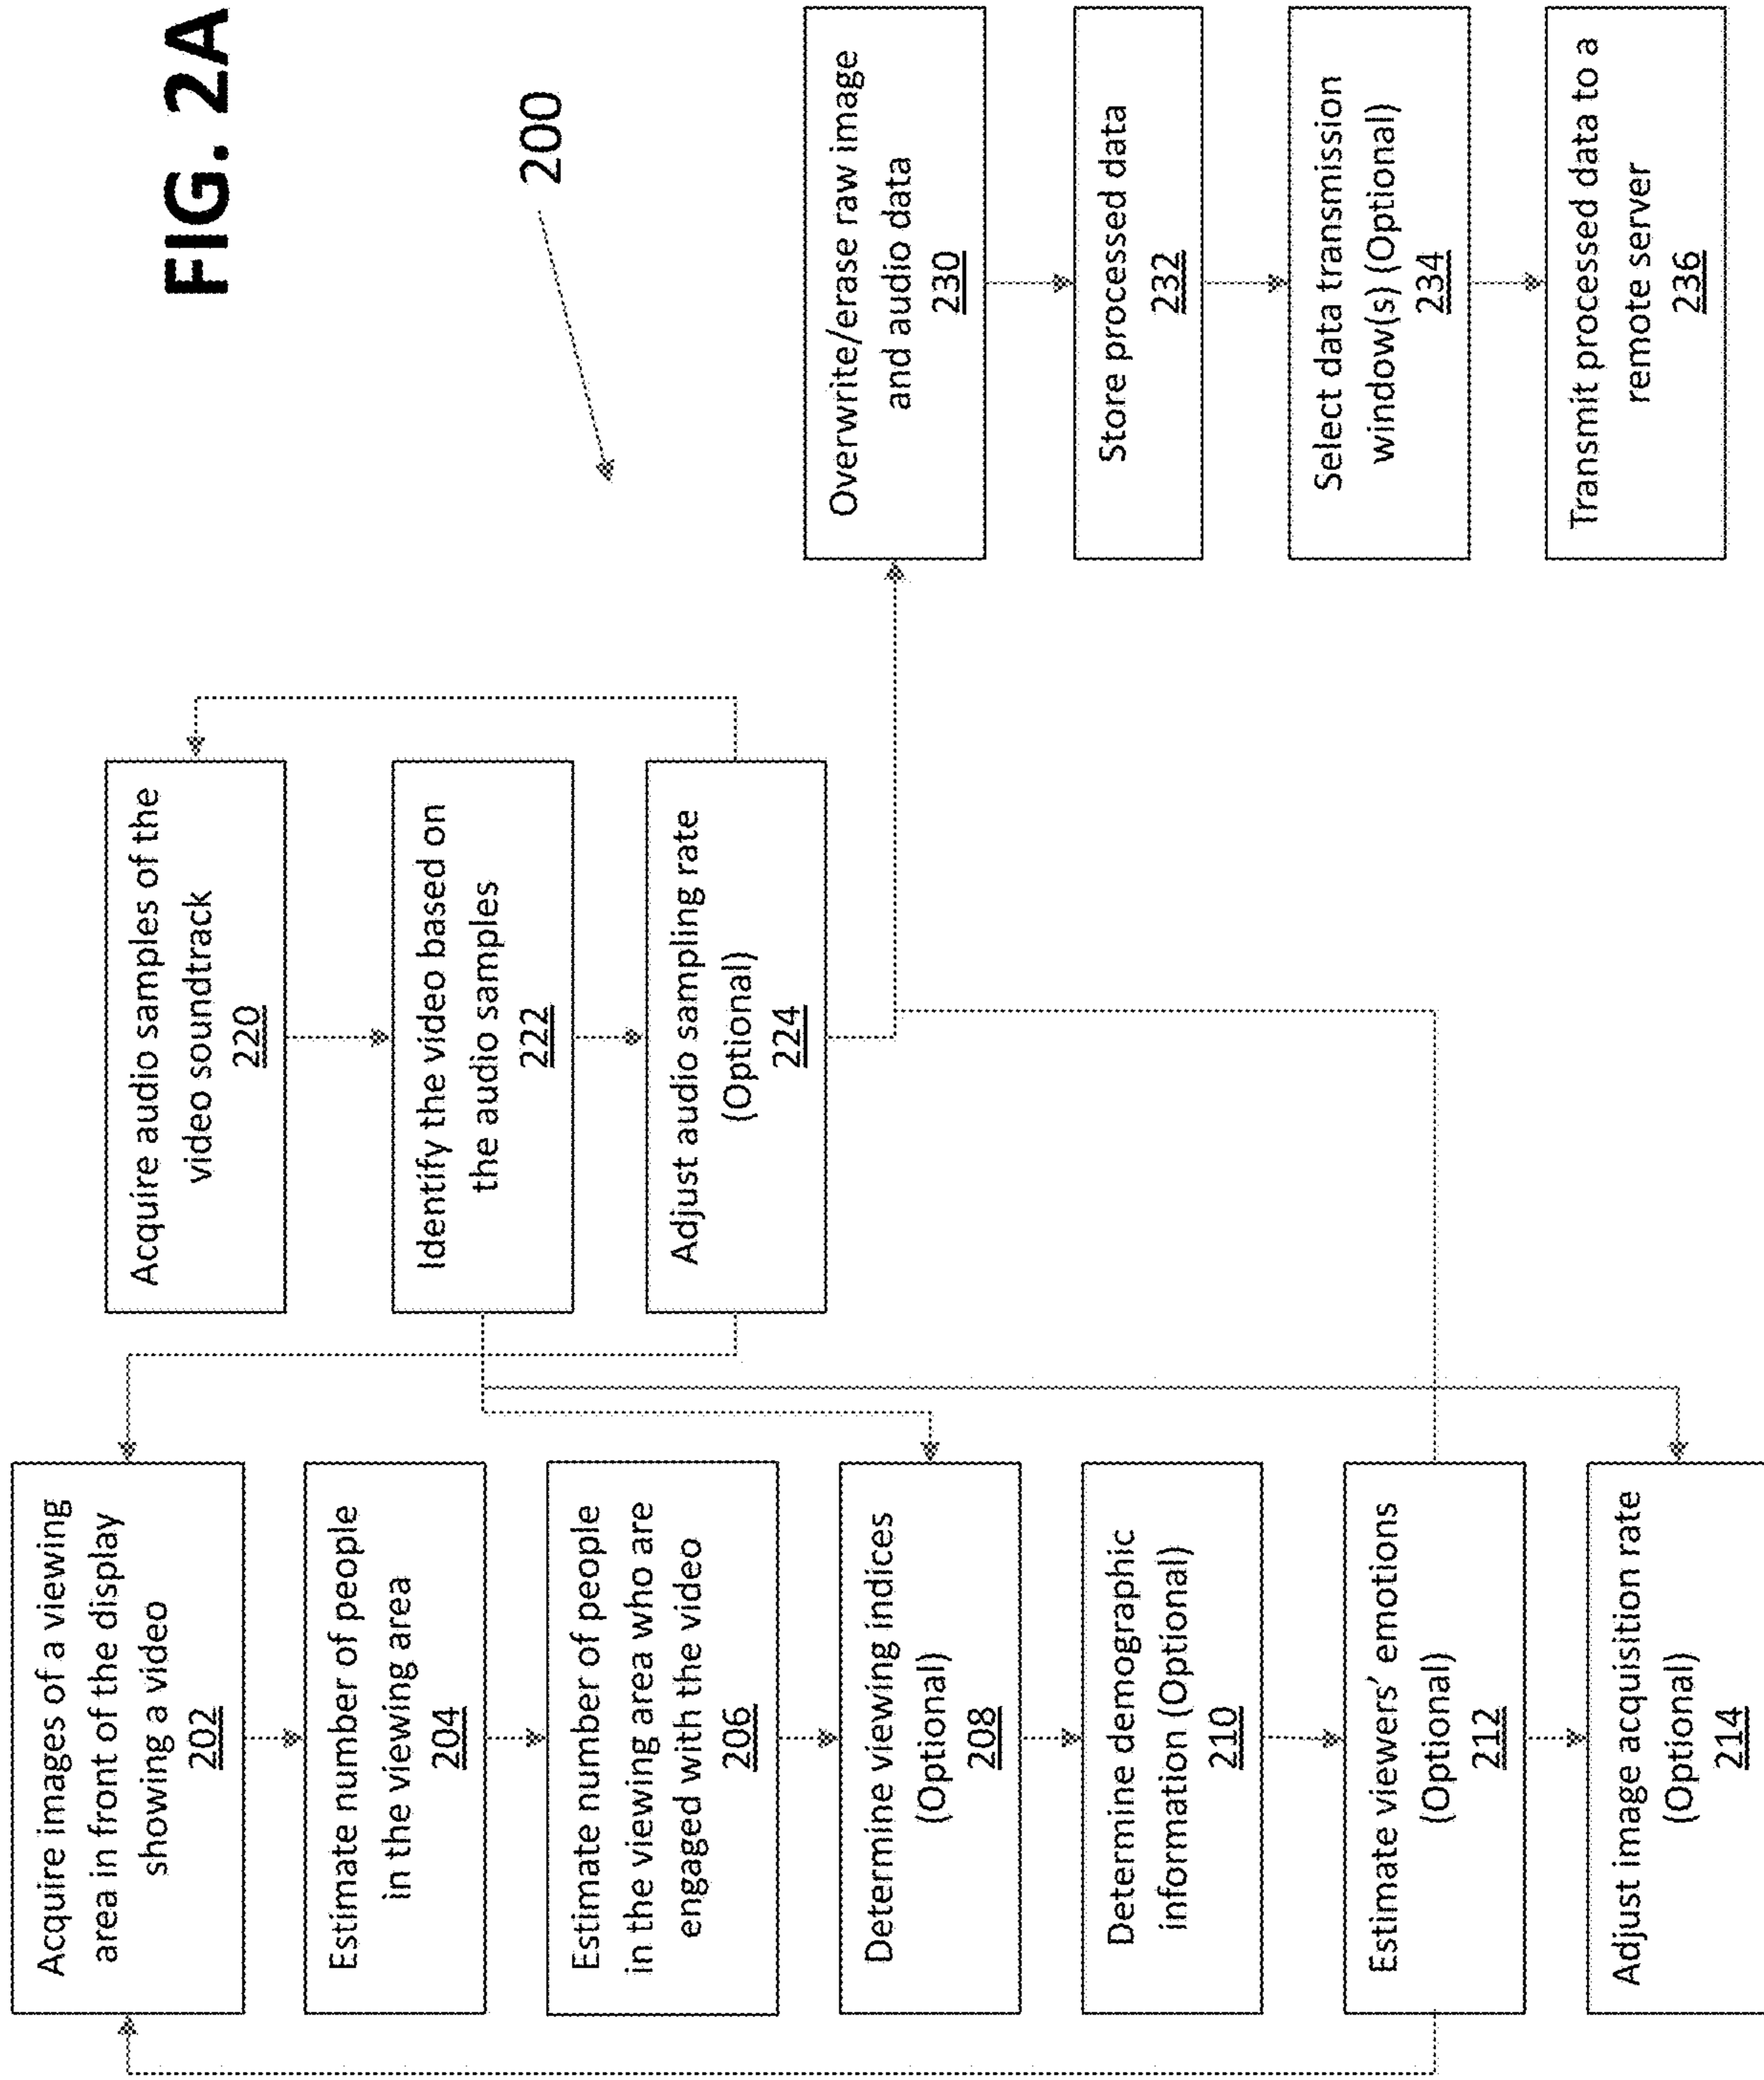 FIG. 2A
200
Acquire images of a viewing
area in front of the display
showing a video
202
Estimate number of people
in the viewing area
204
Estimate number of people
in the viewing area who are
engaged with the video
206
Determine viewing indices
(Optional)
208
Determine demographic
information (Optional)
210
Estimate viewers’ emotions
(Optional)
212
Adjust image acquisition rate
(Optional)
214
Acquire audio samples of the
video soundtrack
220
Identify the video based on
the audio samples
222
Adjust audio sampling rate
(Optional)
224
Overwrite/erase raw image
and audio data
230
Store processed data
232
Select data transmission
window(s) (Optional)
234
Transmit processed data to a
remote server
236